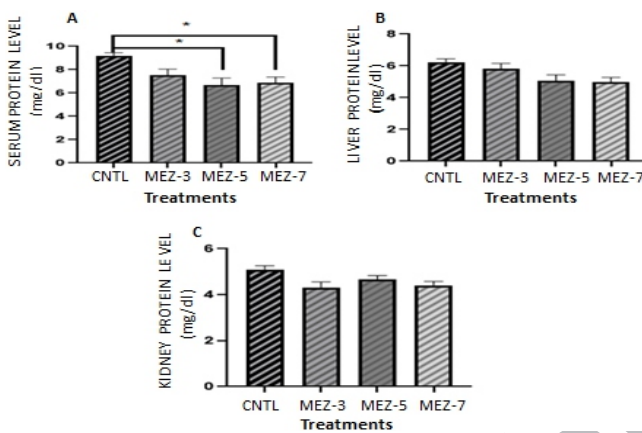 A
*
*
SERUM PROTEIN LEVEL
(mg/dl)
10
8
6
4
2
0
CNTL MEZ-3 MEZ-5 MEZ-7
Treatments
B
LIVER PROTEIN LEVEL
(mg/dl)
8
6
4
2
0
CNTL MEZ-3 MEZ-5 MEZ-7
Treatments
C
KIDNEY PROTEIN LEVEL
(mg/dl)
6
4
2
0
CNTL MEZ-3 MEZ-5 MEZ-7
Treatments